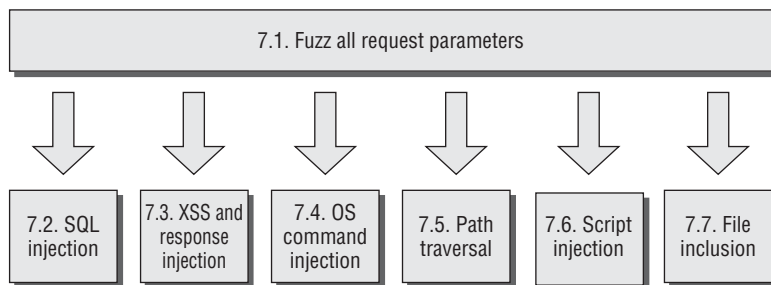 7.1. Fuzz all request parameters
7.2. SQL
injection
7.3. XSS and
response
injection
7.4. OS
command
injection
7.5. Path
traversal
7.6. Script
injection
7.7. File
inclusion